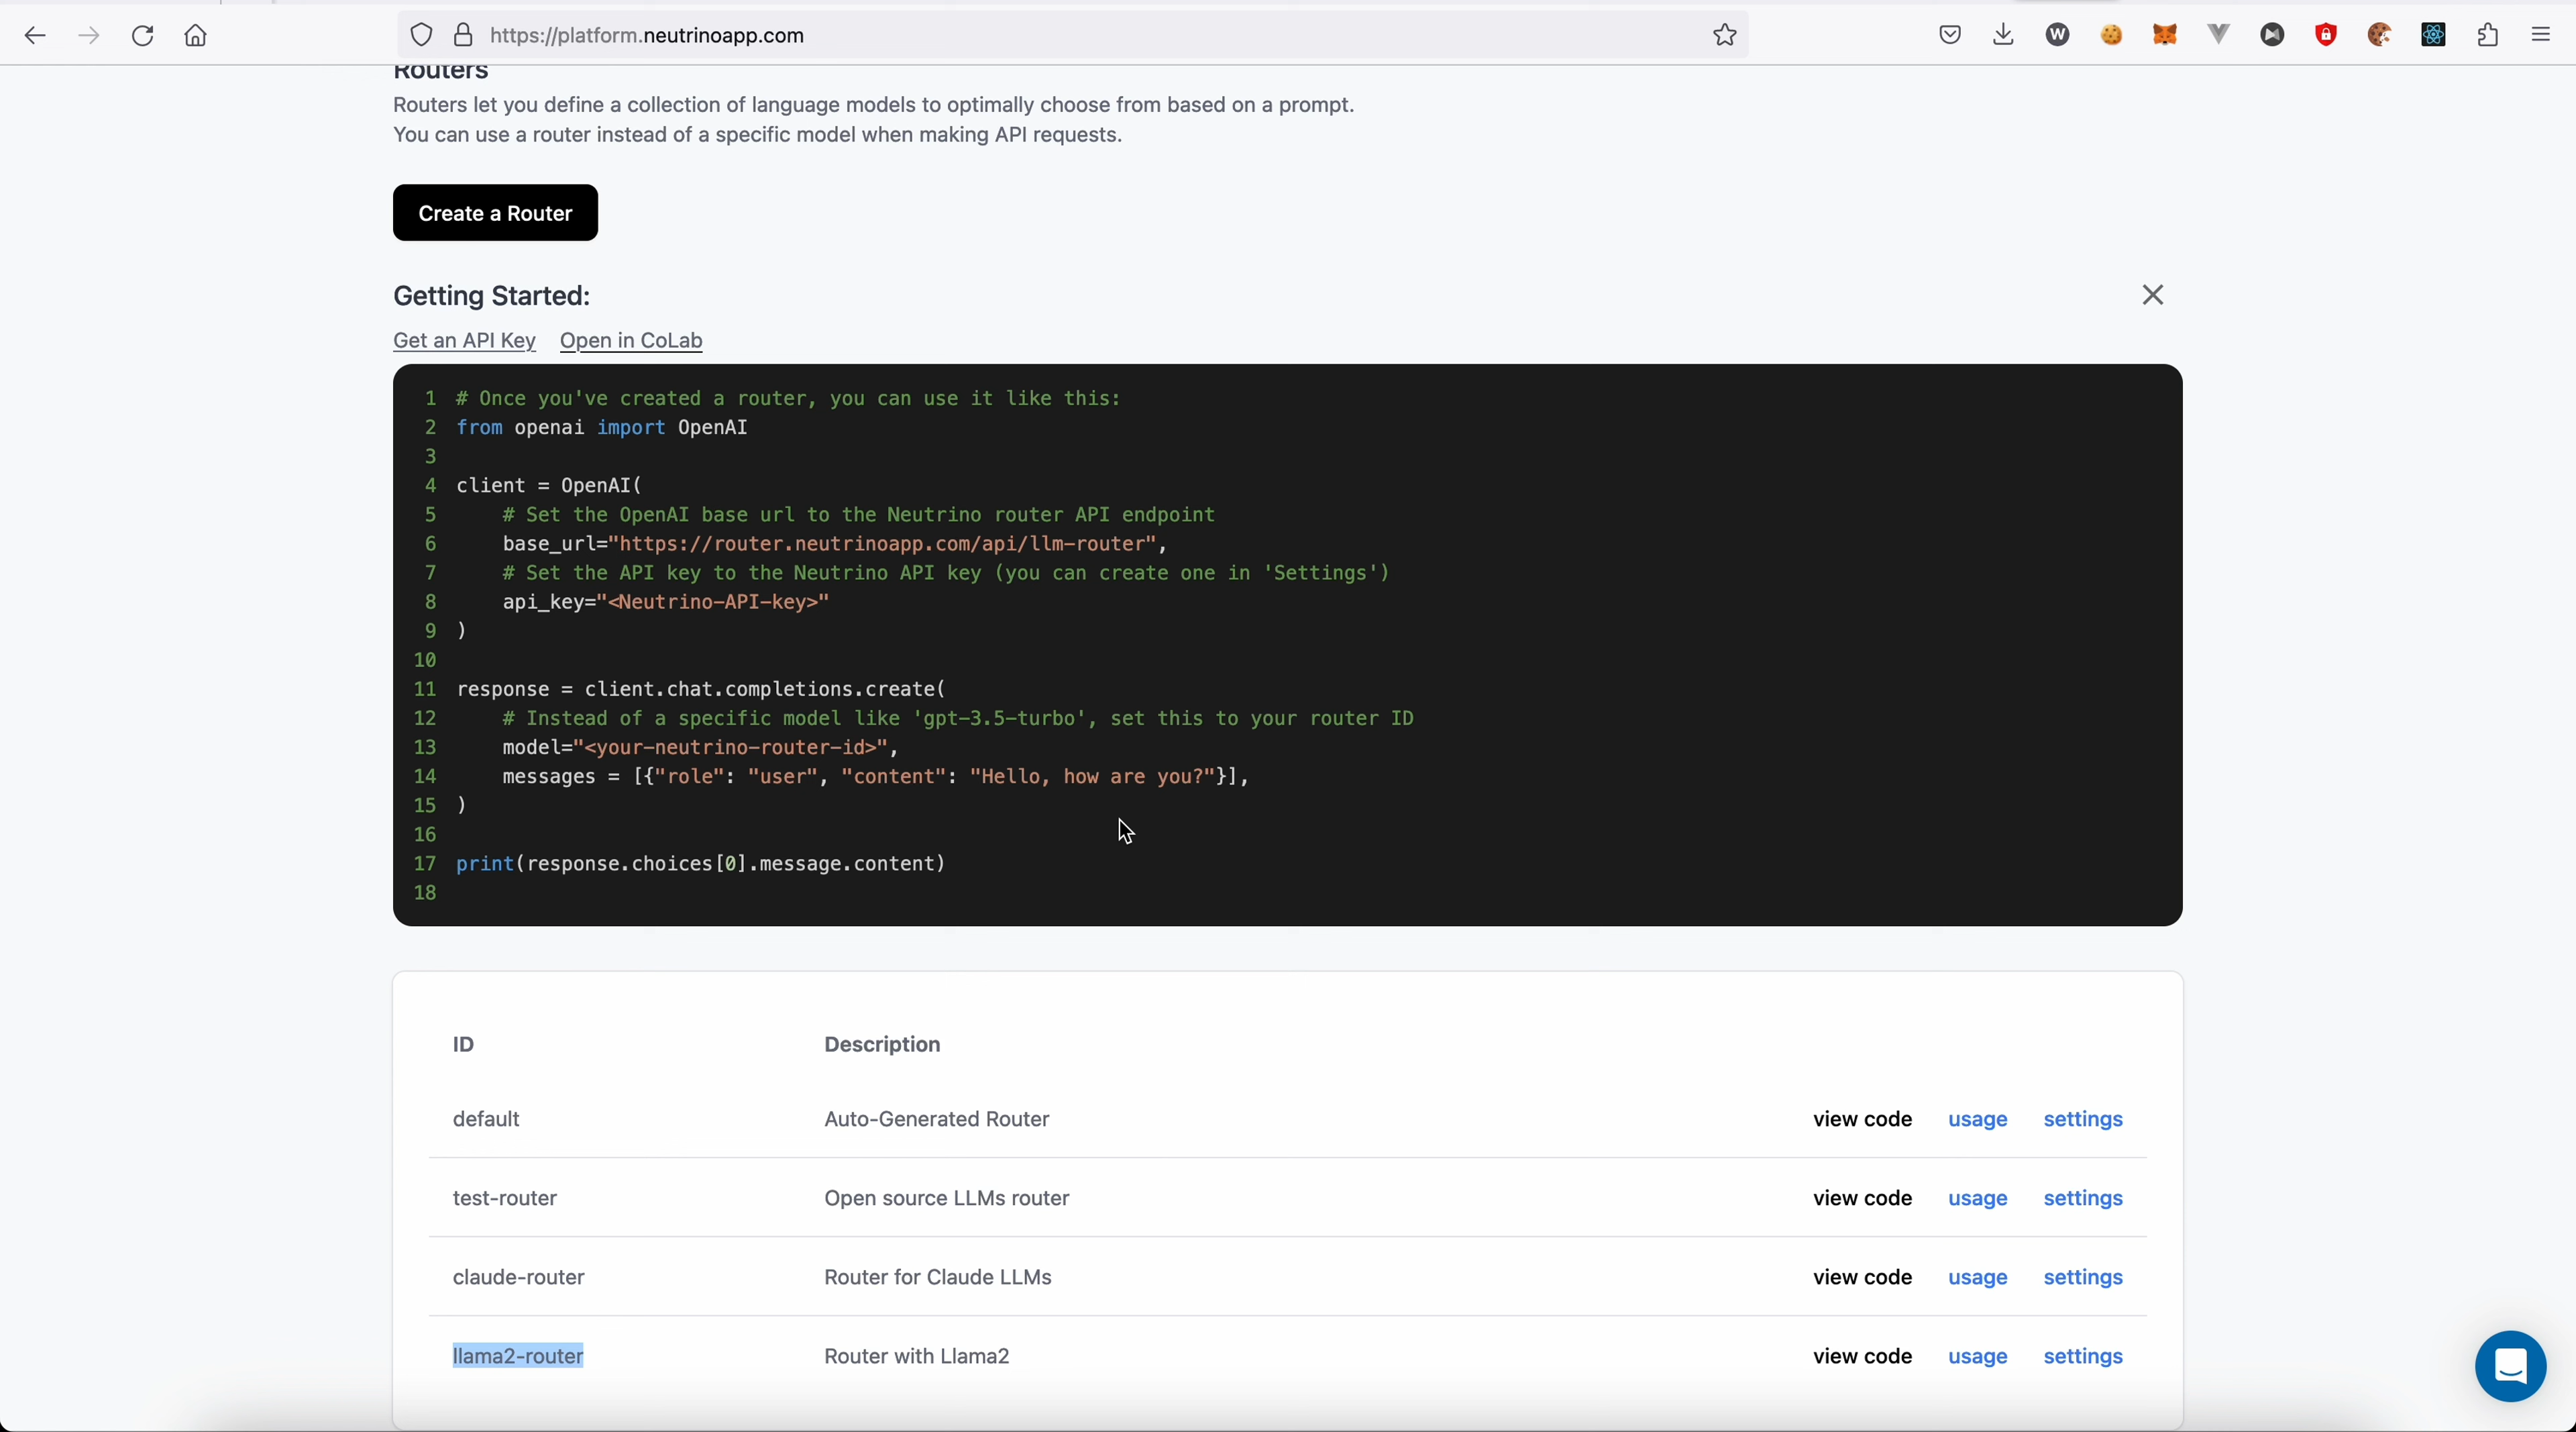 https://platform.neutrinoapp.com
W
Routers
Routers let you define a collection of language models to optimally choose from based on a prompt.
You can use a router instead of a specific model when making API requests.
Create a Router
Getting Started:
Get an API Key Open in CoLab
1 # Once you've created a router, you can use it like this:
2 from openai import OpenAI
3
4 client = OpenAI(
5 # Set the OpenAI base url to the Neutrino router API endpoint
6 base_url="https://router.neutrinoapp.com/api/llm-router",
7 # Set the API key to the Neutrino API key (you can create one in 'Settings')
8 api_key="<Neutrino-API-key>"
9 )
10
11 response = client.chat.completions.create(
12 # Instead of a specific model like 'gpt-3.5-turbo', set this to your router ID
13 model="<your-neutrino-router-id>",
14 messages = [{"role": "user", "content": "Hello, how are you?"}],
15 )
16
17 print(response.choices[0].message.content)
18
ID Description
default Auto-Generated Router view code usage settings
test-router Open source LLMs router view code usage settings
claude-router Router for Claude LLMs view code usage settings
llama2-router Router with Llama2 view code usage settings